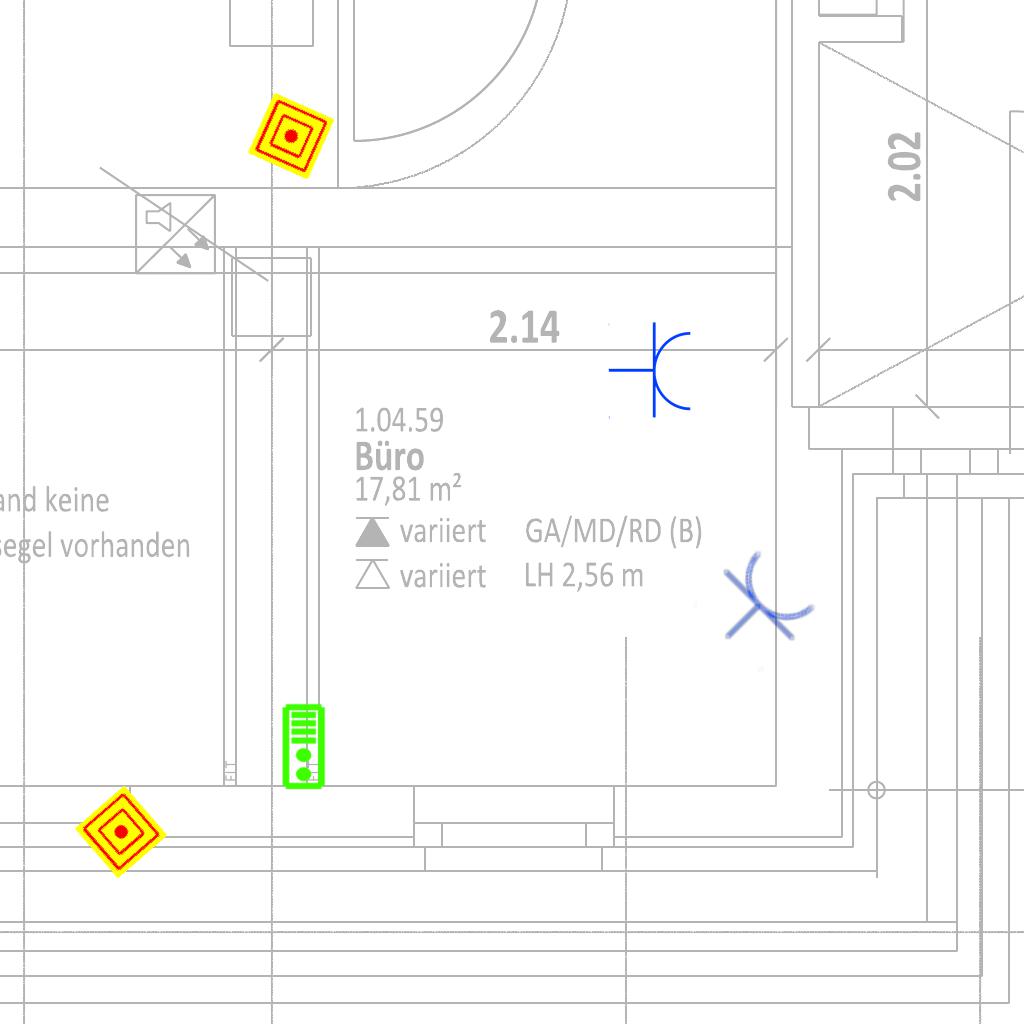 2.02
2.14
1.04.59
Büro
17,81 m²
variiert GA/MD/RD (B)
variiert LH 2,56 m
and keine
segel vorhanden